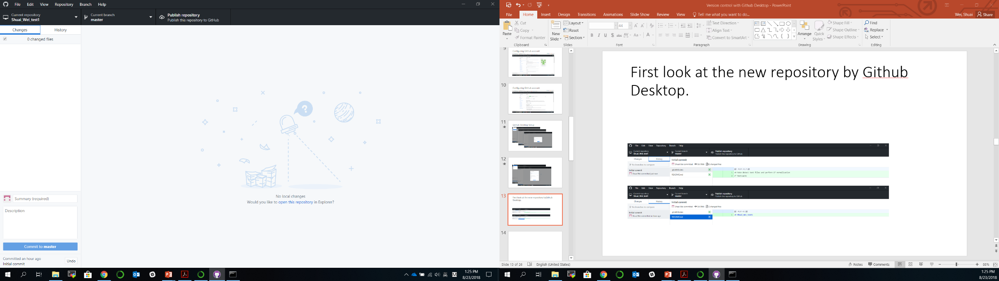 File Edit View Repository Branch Help
Current repository
Shuai_Wei_test1
Current branch
master
Publish repository
Publish this repository to GitHub
Changes History
0 changed files
No local changes
Would you like to open this repository in Explorer?
Summary (required)
Description
Commit to master
Committed an hour ago
Initial commit
Undo
英 M
1:25 PM
8/23/2018
Version control with Github Desktop - PowerPoint
File Home Insert Design Transitions Animations Slide Show Review View Tell me what you want to do...
Wei, Shuai Share
Paste
Cut
Copy
Format Painter
Clipboard
New
Slide
Layout
Reset
Section
Slides
44
B I U S abc AV Aa A
Font
Text Direction
Align Text
Convert to SmartArt
Paragraph
Arrange
Quick
Styles
Shape Fill
Shape Outline
Shape Effects
Drawing
Find
Replace
Select
Editing
9
Configuring GitHub account
10
Configuring GitHub account
11
GitHub Desktop Setup
12
13
First look at the new repository by Github
Desktop.
14
First look at the new repository by Github
Desktop.
File Edit View Repository Branch Help
Current repository
Shuai_Wei_test1
Current branch
master
Publish repository
Publish this repository to GitHub
Changes History
Initial commit
No branches to compare
Shuai Wei committed 2 changed files
Initial commit
Shuai Wei committed just now
.gitattributes
README.md
@@ -0,0 +1,2 @@
1 +# Auto detect text files and perform LF normalization
2 +* text=auto
File Edit View Repository Branch Help
Current repository
Shuai_Wei_test1
Current branch
master
Publish repository
Publish this repository to GitHub
Changes History
Initial commit
No branches to compare
Shuai Wei committed 2 changed files
Initial commit
Shuai Wei committed an hour ago
.gitattributes
README.md
@@ -0,0 +1 @@
1 +# Shuai_Wei_test1
Slide 13 of 26 English (United States)
Notes Comments 88%
1:25 PM
8/23/2018